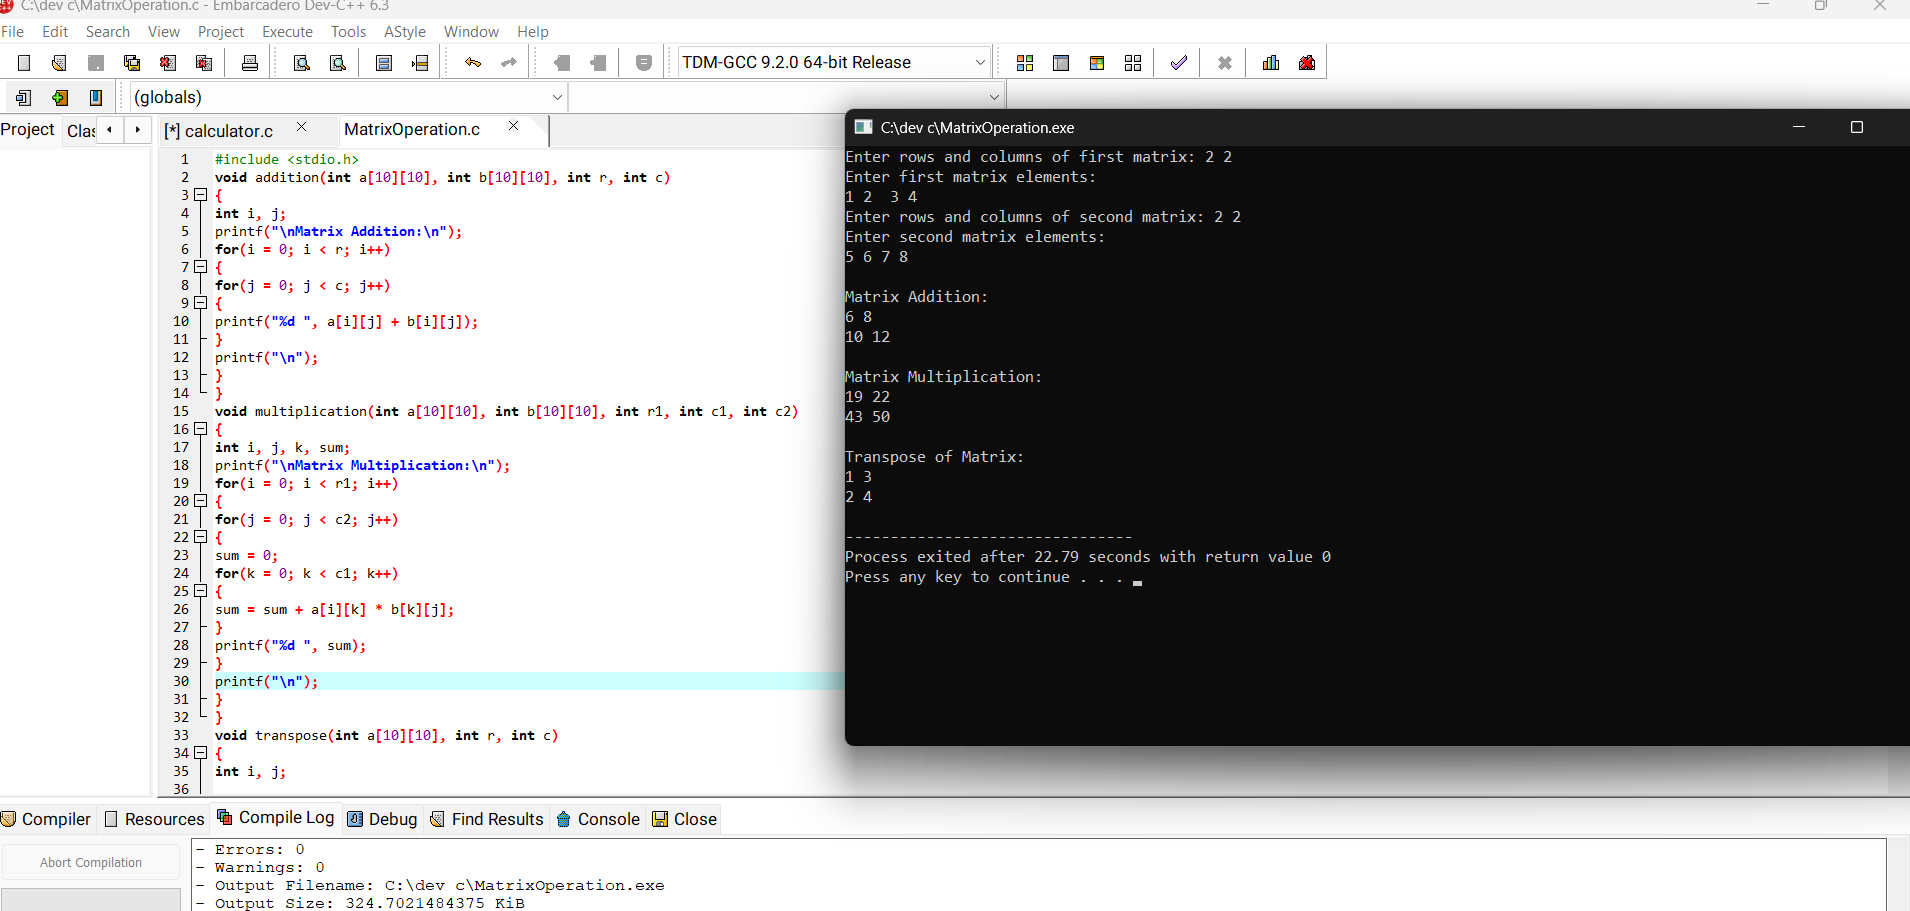 C:\dev c\MatrixOperation.c - Embarcadero Dev-C++ 6.3
File Edit Search View Project Execute Tools AStyle Window Help
TDM-GCC 9.2.0 64-bit Release
(globals)
Project Clas [*] calculator.c MatrixOperation.c
1 #include <stdio.h>
2 void addition(int a[10][10], int b[10][10], int r, int c)
3 {
4 int i, j;
5 printf("\nMatrix Addition:\n");
6 for(i = 0; i < r; i++)
7 {
8 for(j = 0; j < c; j++)
9 {
10 printf("%d ", a[i][j] + b[i][j]);
11 }
12 printf("\n");
13 }
14 }
15 void multiplication(int a[10][10], int b[10][10], int r1, int c1, int c2)
16 {
17 int i, j, k, sum;
18 printf("\nMatrix Multiplication:\n");
19 for(i = 0; i < r1; i++)
20 {
21 for(j = 0; j < c2; j++)
22 {
23 sum = 0;
24 for(k = 0; k < c1; k++)
25 {
26 sum = sum + a[i][k] * b[k][j];
27 }
28 printf("%d ", sum);
29 }
30 printf("\n");
31 }
32 }
33 void transpose(int a[10][10], int r, int c)
34 {
35 int i, j;
36
C:\dev c\MatrixOperation.exe
Enter rows and columns of first matrix: 2 2
Enter first matrix elements:
1 2  3 4
Enter rows and columns of second matrix: 2 2
Enter second matrix elements:
5 6 7 8
Matrix Addition:
6 8
10 12
Matrix Multiplication:
19 22
43 50
Transpose of Matrix:
1 3
2 4
--------------------------------
Process exited after 22.79 seconds with return value 0
Press any key to continue . . .
Compiler Resources Compile Log Debug Find Results Console Close
Abort Compilation
- Errors: 0
- Warnings: 0
- Output Filename: C:\dev c\MatrixOperation.exe
- Output Size: 324.7021484375 KiB